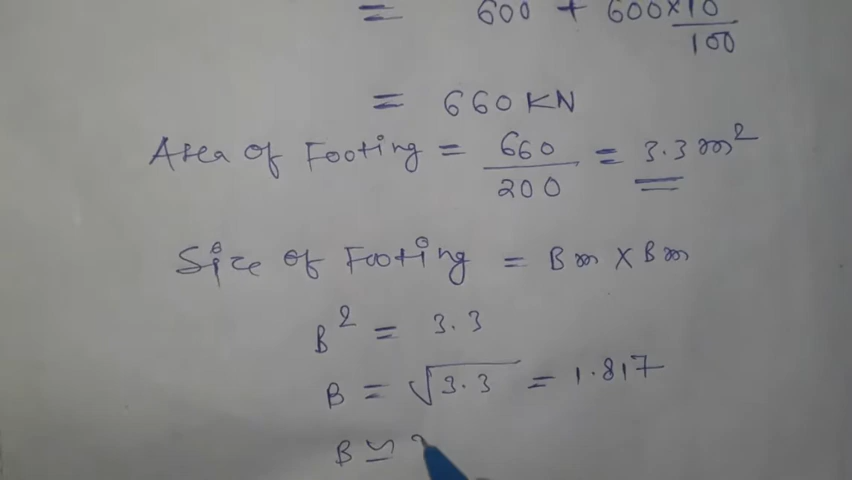 = 600 + 600×10/100
= 660 KN
Area of Footing = 660/200 = 3.3 m²
Size of Footing = B m × B m
B² = 3.3
B = √3.3 = 1.817
B ≃